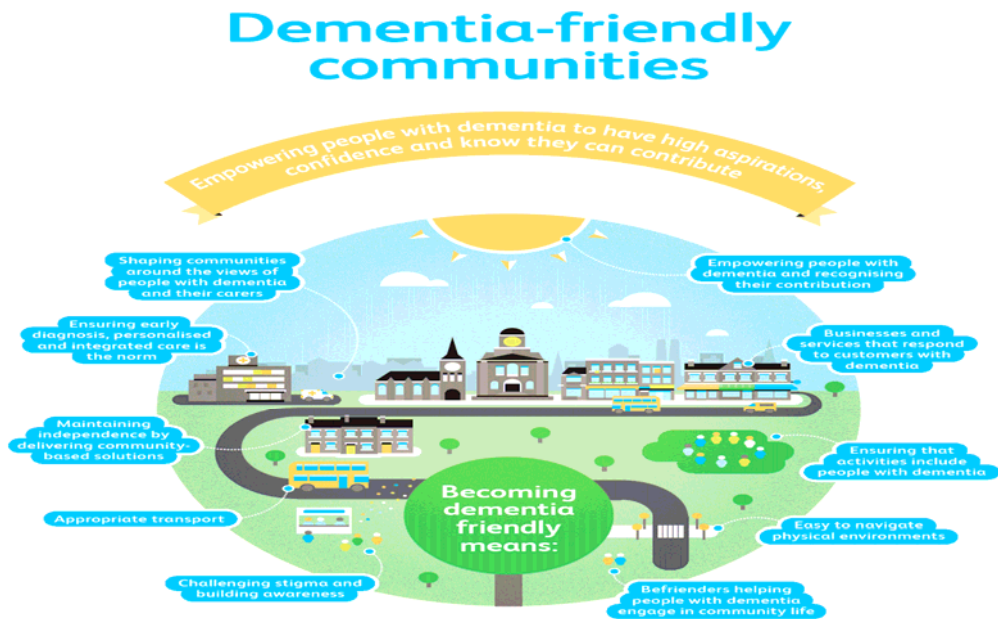 Dementia-friendly
communities
Empowering people with dementia to have high aspirations,
confidence and know they can contribute
Shaping communities
around the views of
people with dementia
and their carers
Empowering people with
dementia and recognising
their contribution
Ensuring early
diagnosis, personalised
and integrated care is
the norm
Businesses and
services that respond
to customers with
dementia
Maintaining
independence by
delivering community-
based solutions
Ensuring that
activities include
people with dementia
Becoming
dementia
friendly
means:
Appropriate transport
Easy to navigate
physical environments
Challenging stigma and
building awareness
Befrienders helping
people with dementia
engage in community life